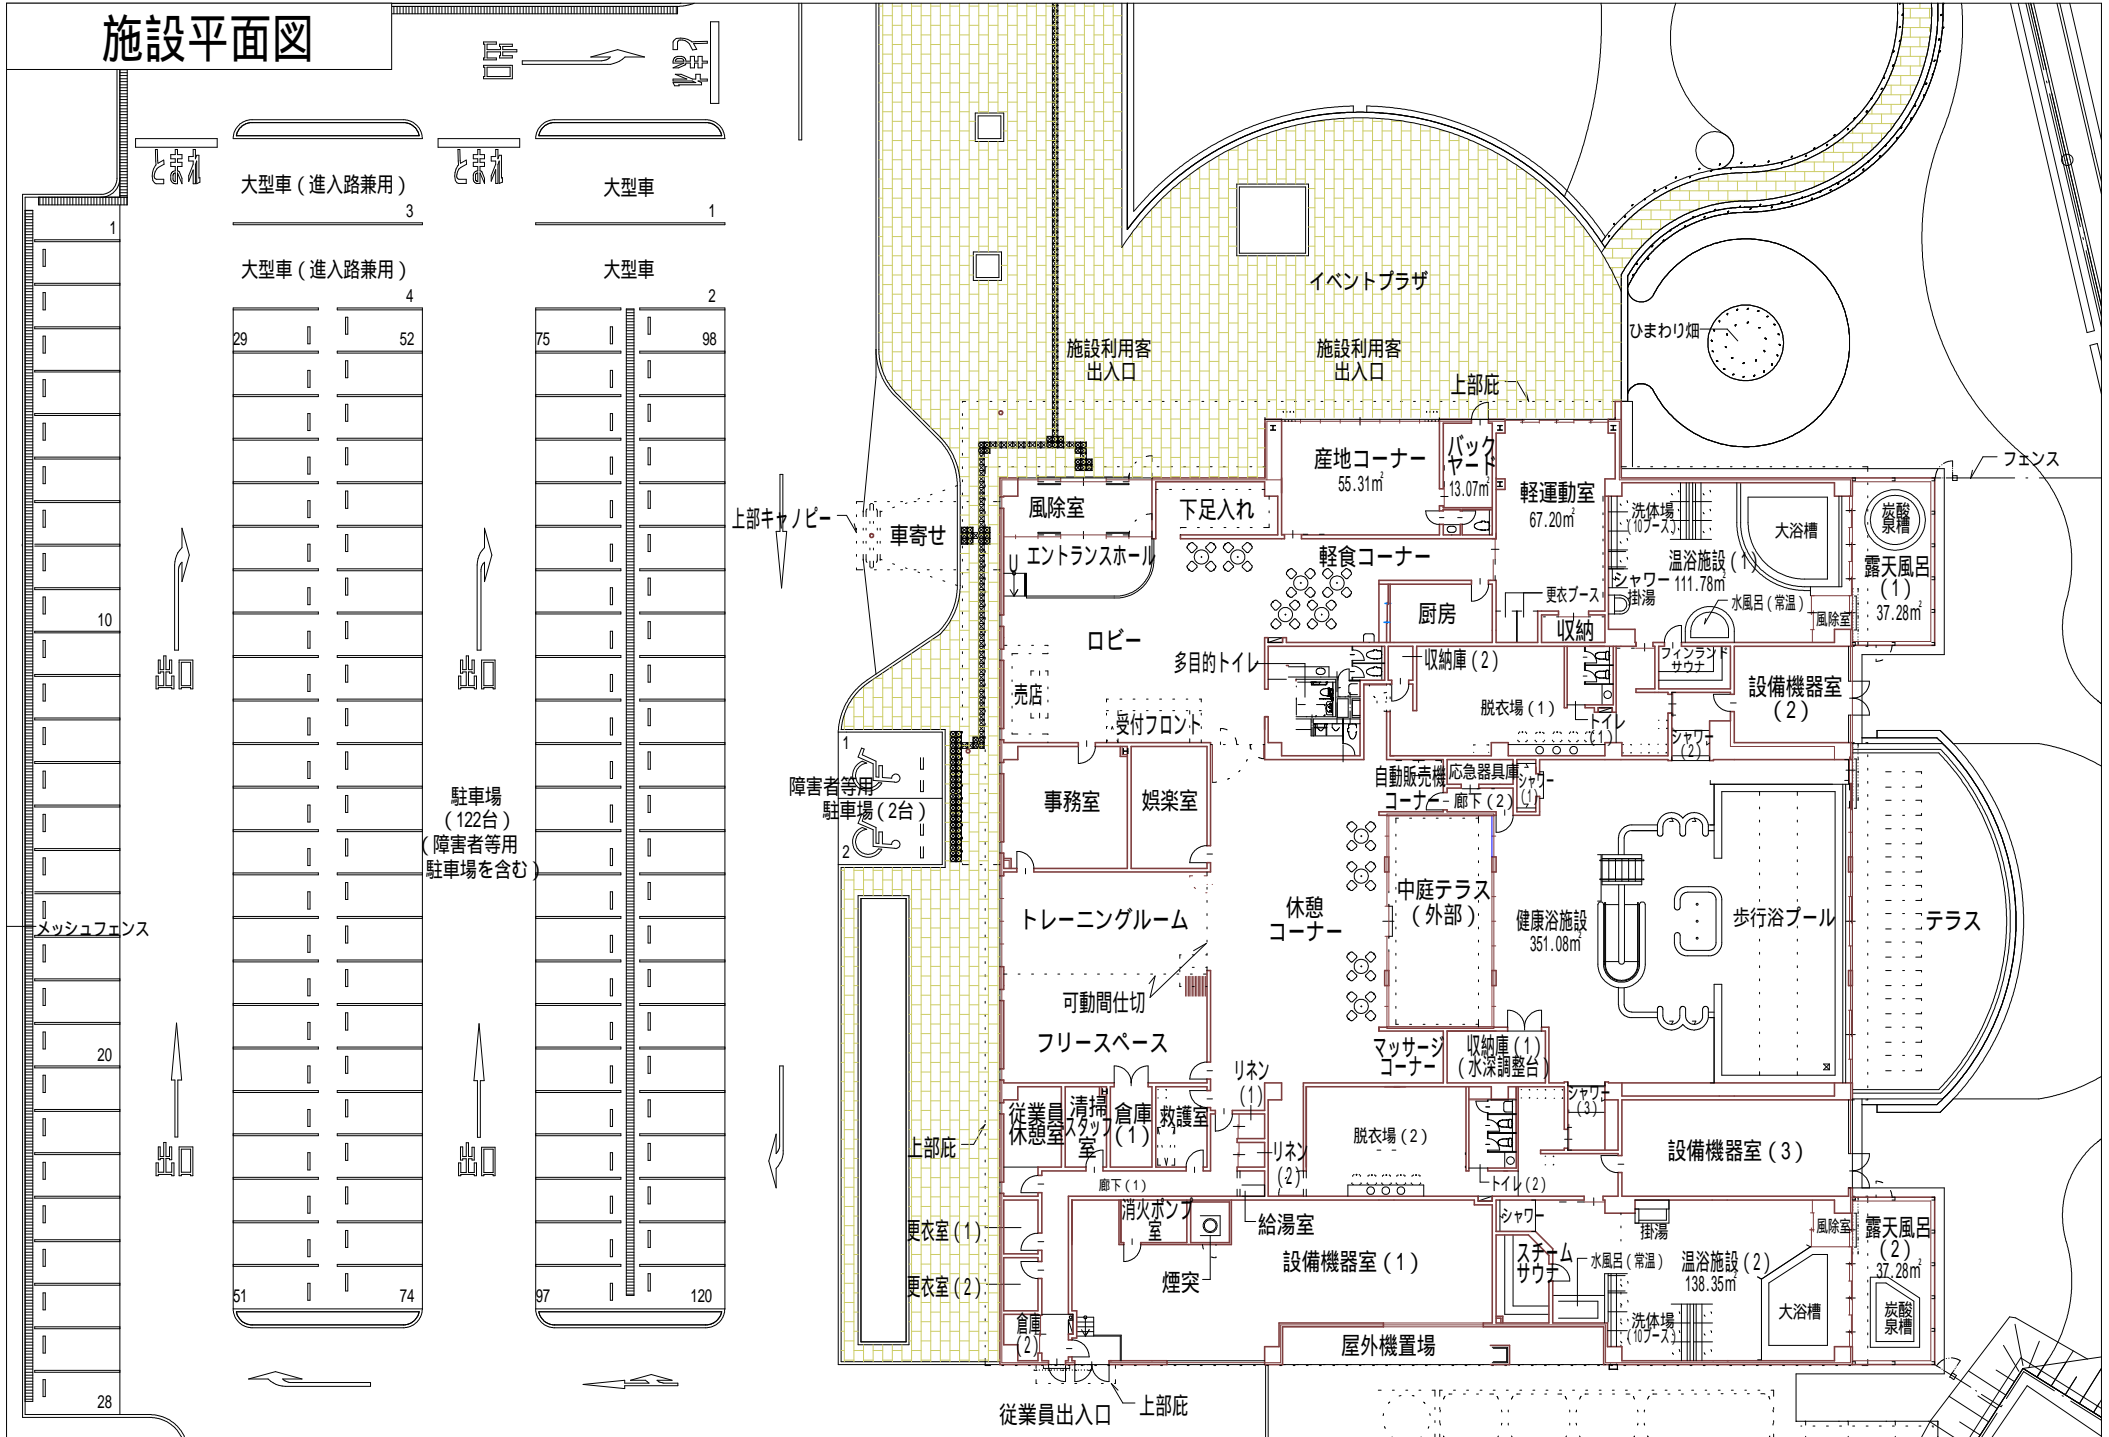 施設平面図
出口
とまれ
とまれ
とまれ
大型車（進入路兼用）
3
大型車
1
大型車（進入路兼用）
4
大型車
2
1
29
52
75
98
10
20
28
51
74
97
120
出口
出口
出口
出口
駐車場
（122台）
（障害者等用
駐車場を含む）
メッシュフェンス
イベントプラザ
施設利用客
出入口
施設利用客
出入口
上部庇
ひまわり畑
フェンス
上部キャノピー
車寄せ
風除室
下足入れ
エントランスホール
産地コーナー
55.31㎡
バック
ヤード
13.07㎡
軽運動室
67.20㎡
洗体場
(10ブース)
大浴槽
炭酸
泉槽
温浴施設（1）
111.78㎡
露天風呂
（1）
37.28㎡
軽食コーナー
シャワー
掛湯
水風呂（常温）
風除室
更衣ブース
収納
厨房
ロビー
多目的トイレ
収納庫（2）
フィンランド
サウナ
設備機器室
（2）
売店
受付フロント
脱衣場（1）
トイレ
（1）
シャワー
（2）
1
障害者等用
駐車場（2台）
2
事務室
娯楽室
自動販売機
コーナー
応急器具庫
廊下（2）
シャワー
（1）
中庭テラス
（外部）
休憩
コーナー
健康浴施設
351.08㎡
歩行浴プール
テラス
トレーニングルーム
可動間仕切
フリースペース
マッサージ
コーナー
収納庫（1）
（水深調整台）
リネン
（1）
従業員
休憩室
清掃
スタッフ
室
倉庫
（1）
救護室
リネン
（2）
脱衣場（2）
シャワー
（3）
設備機器室（3）
トイレ（2）
上部庇
廊下（1）
更衣室（1）
更衣室（2）
消火ポンプ
室
給湯室
煙突
設備機器室（1）
シャワー
スチーム
サウナ
掛湯
水風呂（常温）
温浴施設（2）
138.35㎡
風除室
露天風呂
（2）
37.28㎡
洗体場
(10ブース)
大浴槽
炭酸
泉槽
倉庫
（2）
屋外機置場
従業員出入口
上部庇